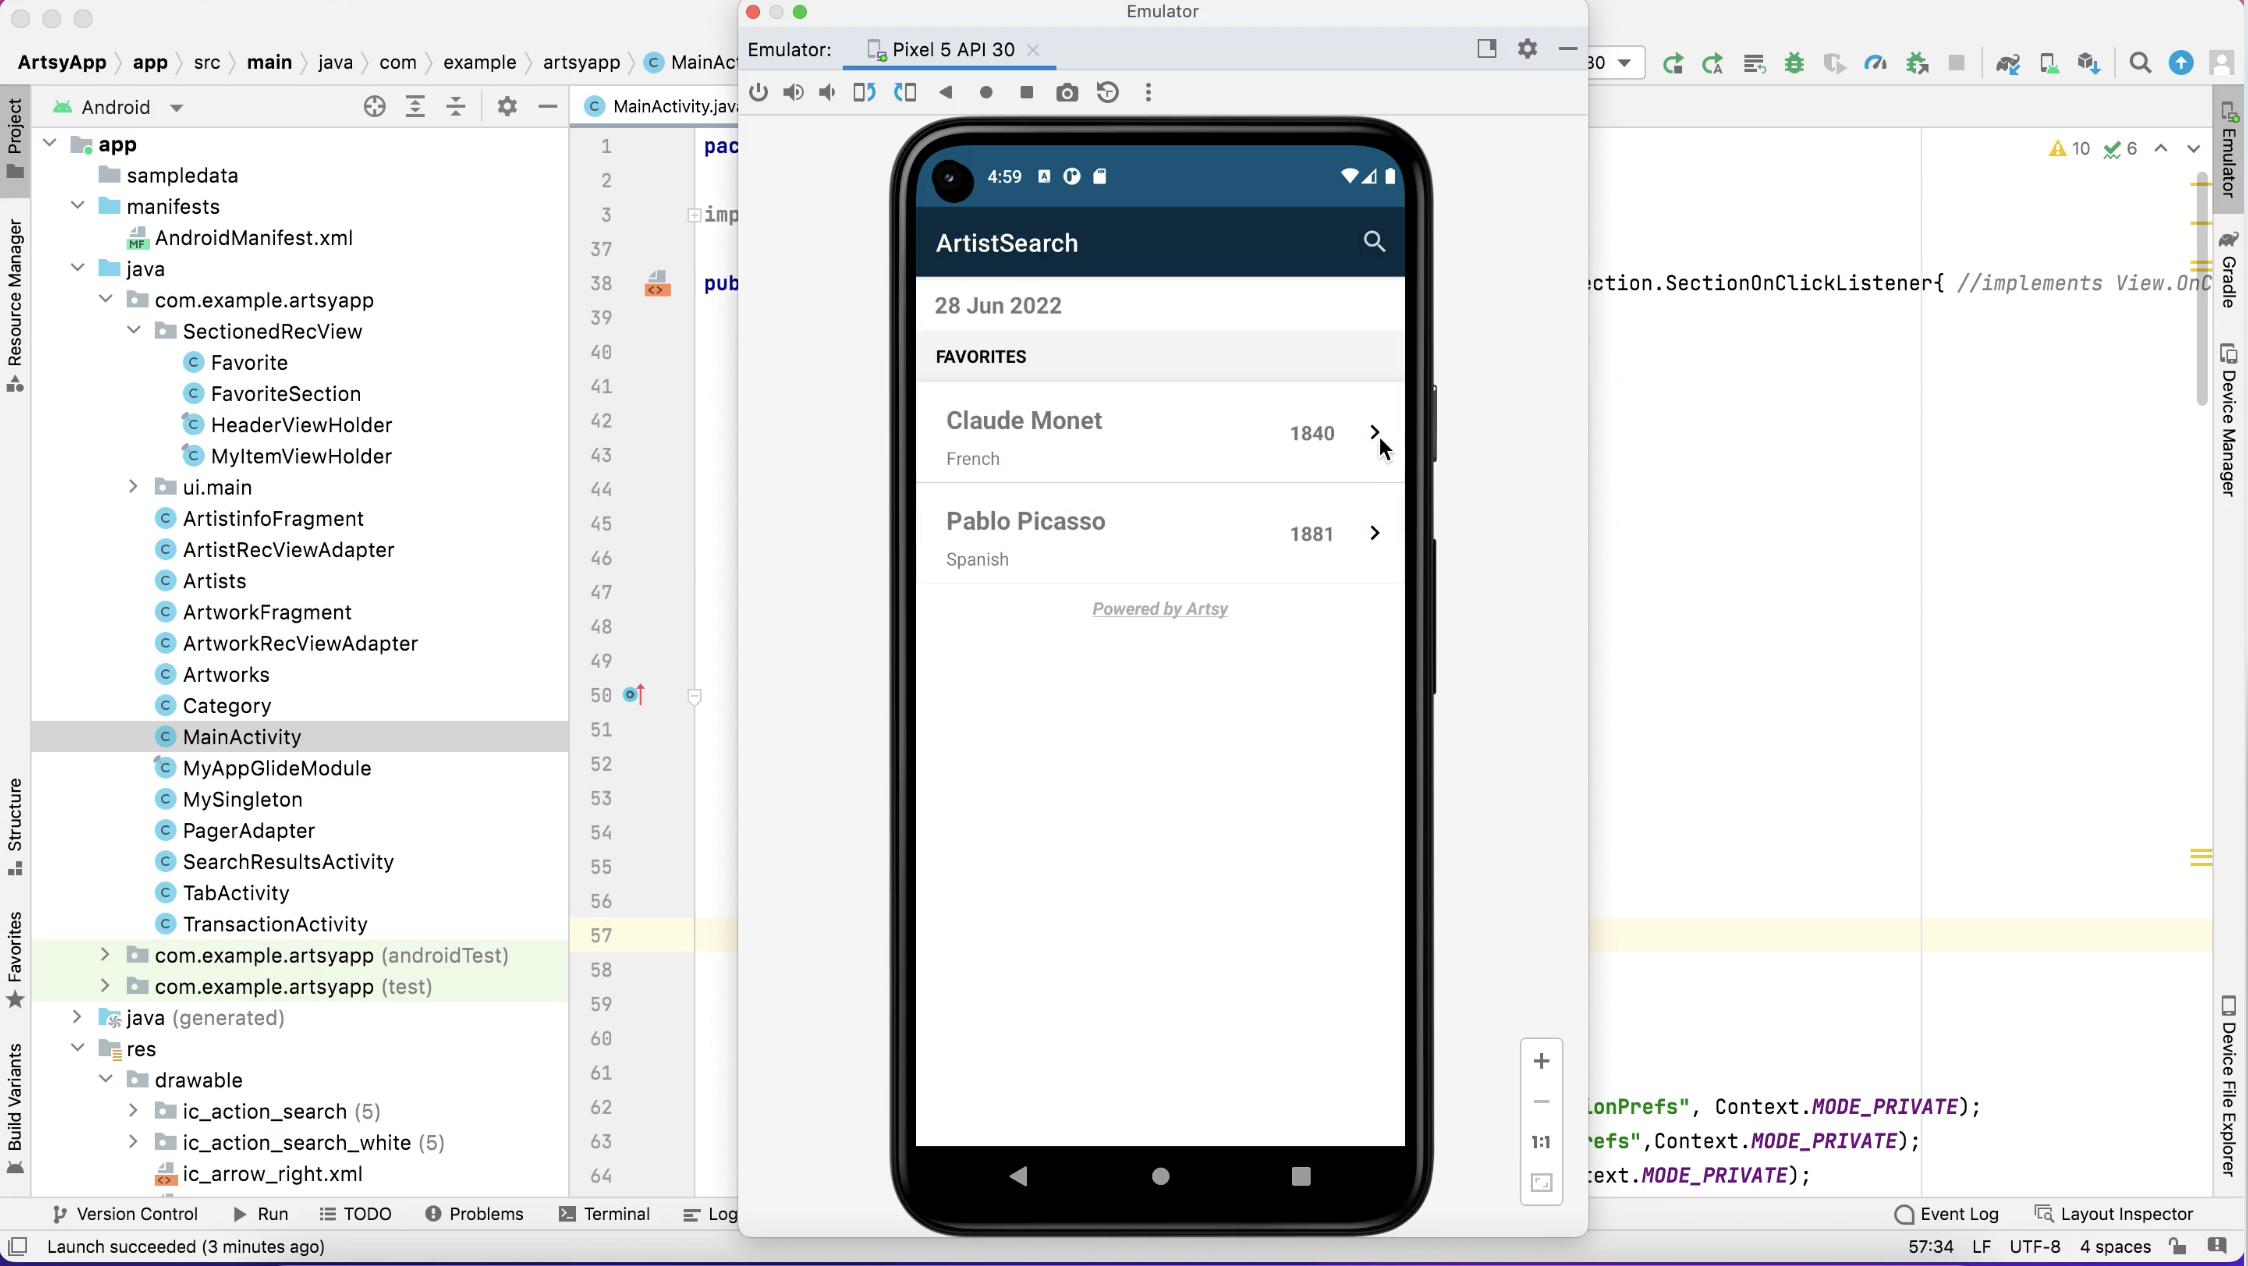 Emulator
ArtsyApp app src main java com example artsyapp MainAc
Emulator: Pixel 5 API 30
30
Android
MainActivity.java
Project
Resource Manager
Structure
Favorites
Build Variants
app
sampledata
manifests
AndroidManifest.xml
java
com.example.artsyapp
SectionedRecView
Favorite
FavoriteSection
HeaderViewHolder
MyItemViewHolder
ui.main
ArtistinfoFragment
ArtistRecViewAdapter
Artists
ArtworkFragment
ArtworkRecViewAdapter
Artworks
Category
MainActivity
MyAppGlideModule
MySingleton
PagerAdapter
SearchResultsActivity
TabActivity
TransactionActivity
com.example.artsyapp (androidTest)
com.example.artsyapp (test)
java (generated)
res
drawable
ic_action_search (5)
ic_action_search_white (5)
ic_arrow_right.xml
1 pac
2
3 imp
37
38 pub
39
40
41
42
43
44
45
46
47
48
49
50
51
52
53
54
55
56
57
58
59
60
61
62
63
64
4:59
ArtistSearch
28 Jun 2022
FAVORITES
Claude Monet
1840
French
Pablo Picasso
1881
Spanish
Powered by Artsy
1:1
10 6
ction.SectionOnClickListener{ //implements View.OnC
ionPrefs", Context.MODE_PRIVATE);
refs",Context.MODE_PRIVATE);
text.MODE_PRIVATE);
Emulator
Gradle
Device Manager
Device File Explorer
Version Control Run TODO Problems Terminal Log
Event Log Layout Inspector
Launch succeeded (3 minutes ago)
57:34 LF UTF-8 4 spaces